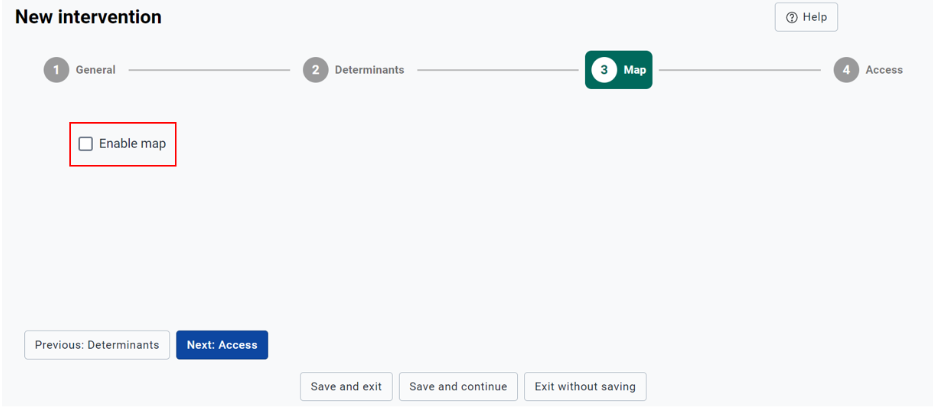 New intervention
Help
1 General
2 Determinants
3 Map
4 Access
Enable map
Previous: Determinants
Next: Access
Save and exit
Save and continue
Exit without saving